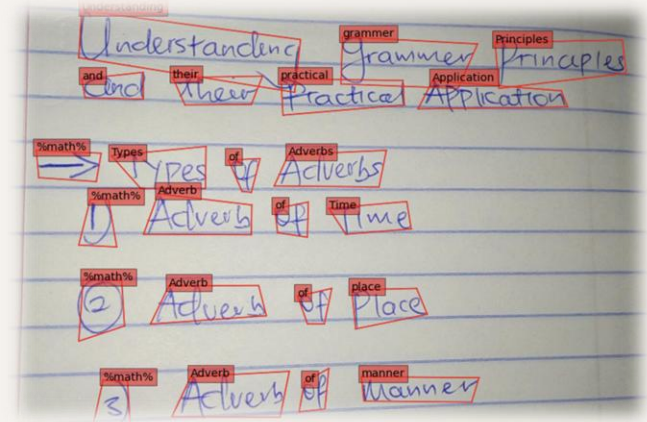 Understanding Grammer Principles
and their Practical Application
→ Types of Adverbs
1) Adverb of Time
② Adverb of Place
3) Adverb of Manner